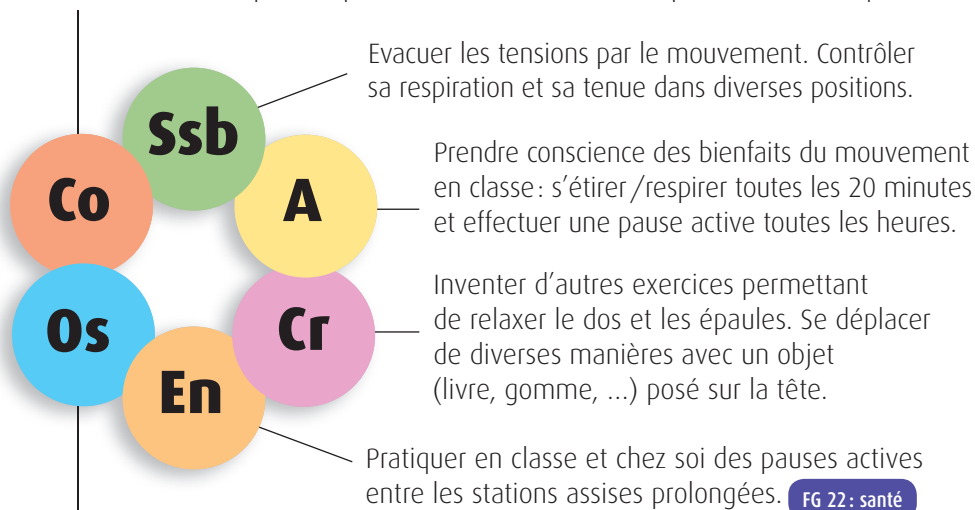 Ssb
Evacuer les tensions par le mouvement. Contrôler
sa respiration et sa tenue dans diverses positions.
Co
A
Prendre conscience des bienfaits du mouvement
en classe : s'étirer / respirer toutes les 20 minutes
et effectuer une pause active toutes les heures.
Os
Cr
Inventer d'autres exercices permettant
de relaxer le dos et les épaules. Se déplacer
de diverses manières avec un objet
(livre, gomme, ...) posé sur la tête.
En
Pratiquer en classe et chez soi des pauses actives
entre les stations assises prolongées. FG 22 : santé